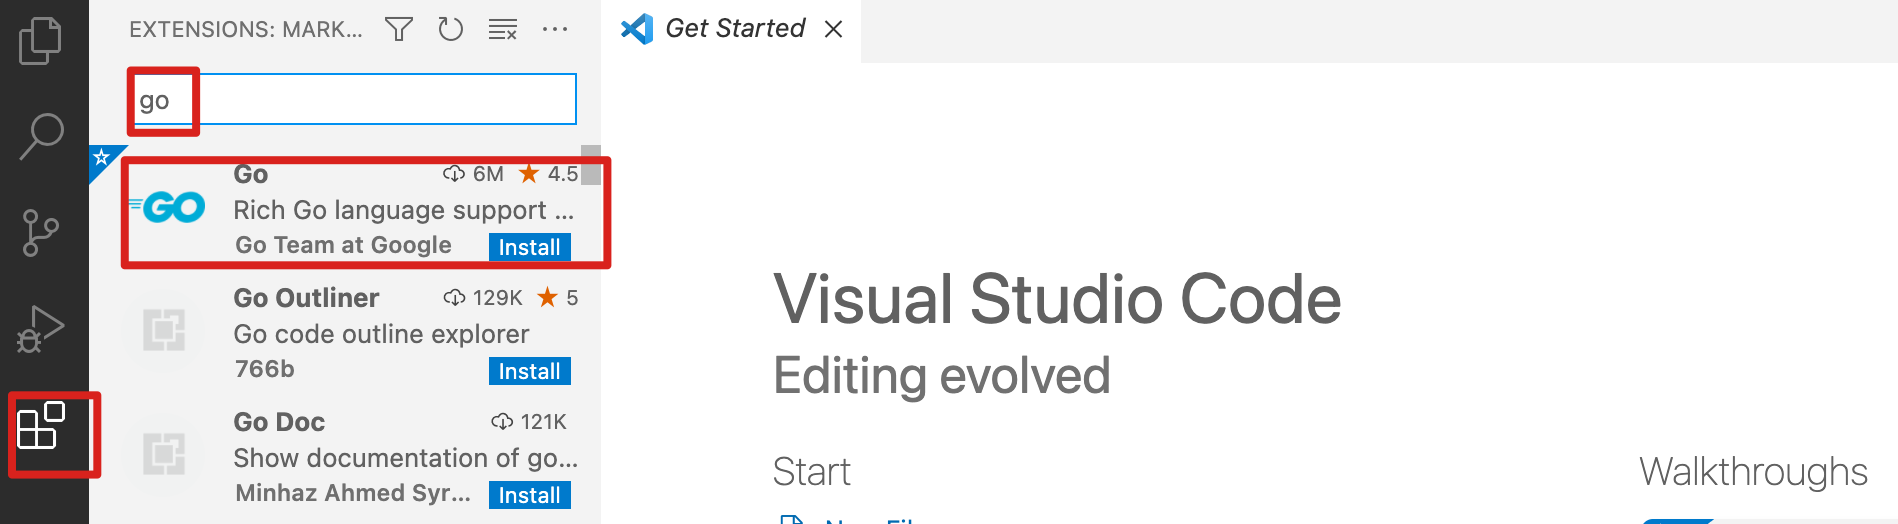 EXTENSIONS: MARK...
Get Started
go
Go 6M 4.5
GO
Rich Go language support ...
Go Team at Google Install
Go Outliner 129K 5
Go code outline explorer
766b Install
Go Doc 121K
Show documentation of go...
Minhaz Ahmed Syr... Install
Visual Studio Code
Editing evolved
Start
Walkthroughs